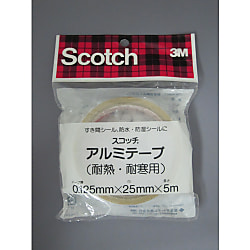 Scotch 3M
すき間シール、防水・防湿シールに
スコッチ
アルミテープ
(耐熱・耐寒用)
0.125mm×25mm×5m